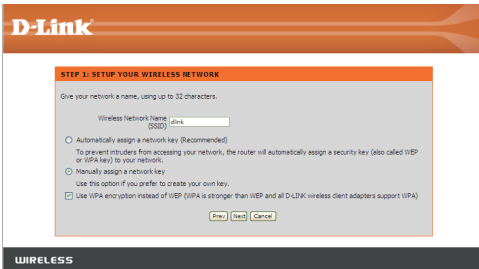 D-Link
STEP 1: SETUP YOUR WIRELESS NETWORK
Give your network a name, using up to 32 characters.
Wireless Network Name
(SSID)
dlink
Automatically assign a network key (Recommended)
To prevent intruders from accessing your network, the router will automatically assign a security key (also called WEP
or WPA key) to your network.
Manually assign a network key
Use this option if you prefer to create your own key.
Use WPA encryption instead of WEP (WPA is stronger than WEP and all D-LINK wireless client adapters support WPA)
Prev Next Cancel
WIRELESS